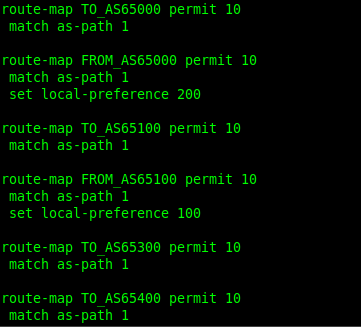 route-map TO_AS65000 permit 10
match as-path 1
route-map FROM_AS65000 permit 10
match as-path 1
set local-preference 200
route-map TO_AS65100 permit 10
match as-path 1
route-map FROM_AS65100 permit 10
match as-path 1
set local-preference 100
route-map TO_AS65300 permit 10
match as-path 1
route-map TO_AS65400 permit 10
match as-path 1